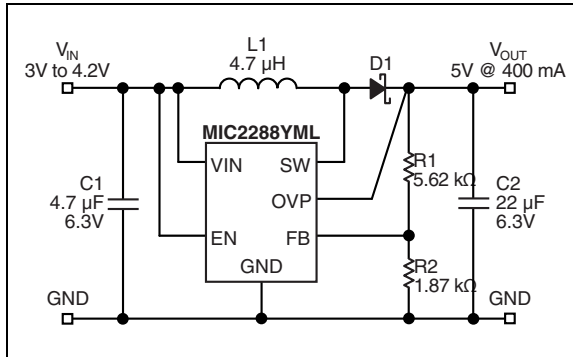 V_IN
3V to 4.2V
L1
4.7 µH
D1
V_OUT
5V @ 400 mA
MIC2288YML
VIN
SW
OVP
EN
FB
GND
C1
4.7 µF
6.3V
R1
5.62 kΩ
C2
22 µF
6.3V
R2
1.87 kΩ
GND
GND